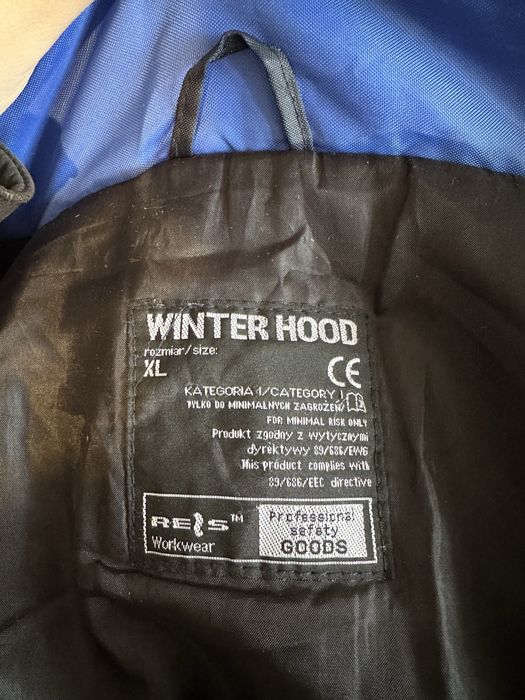 WINTER HOOD
rozmiar/size:
XL
CE
KATEGORIA 1/CATEGORY I
TYLKO DO MINIMALNYCH ZAGROŻEŃ/
FOR MINIMAL RISK ONLY
Produkt zgodny z wytycznymi
dyrektywy 89/686/EWG
This product complies with
89/686/EEC directive
REIS™
Workwear
Professional
safety
GOODS